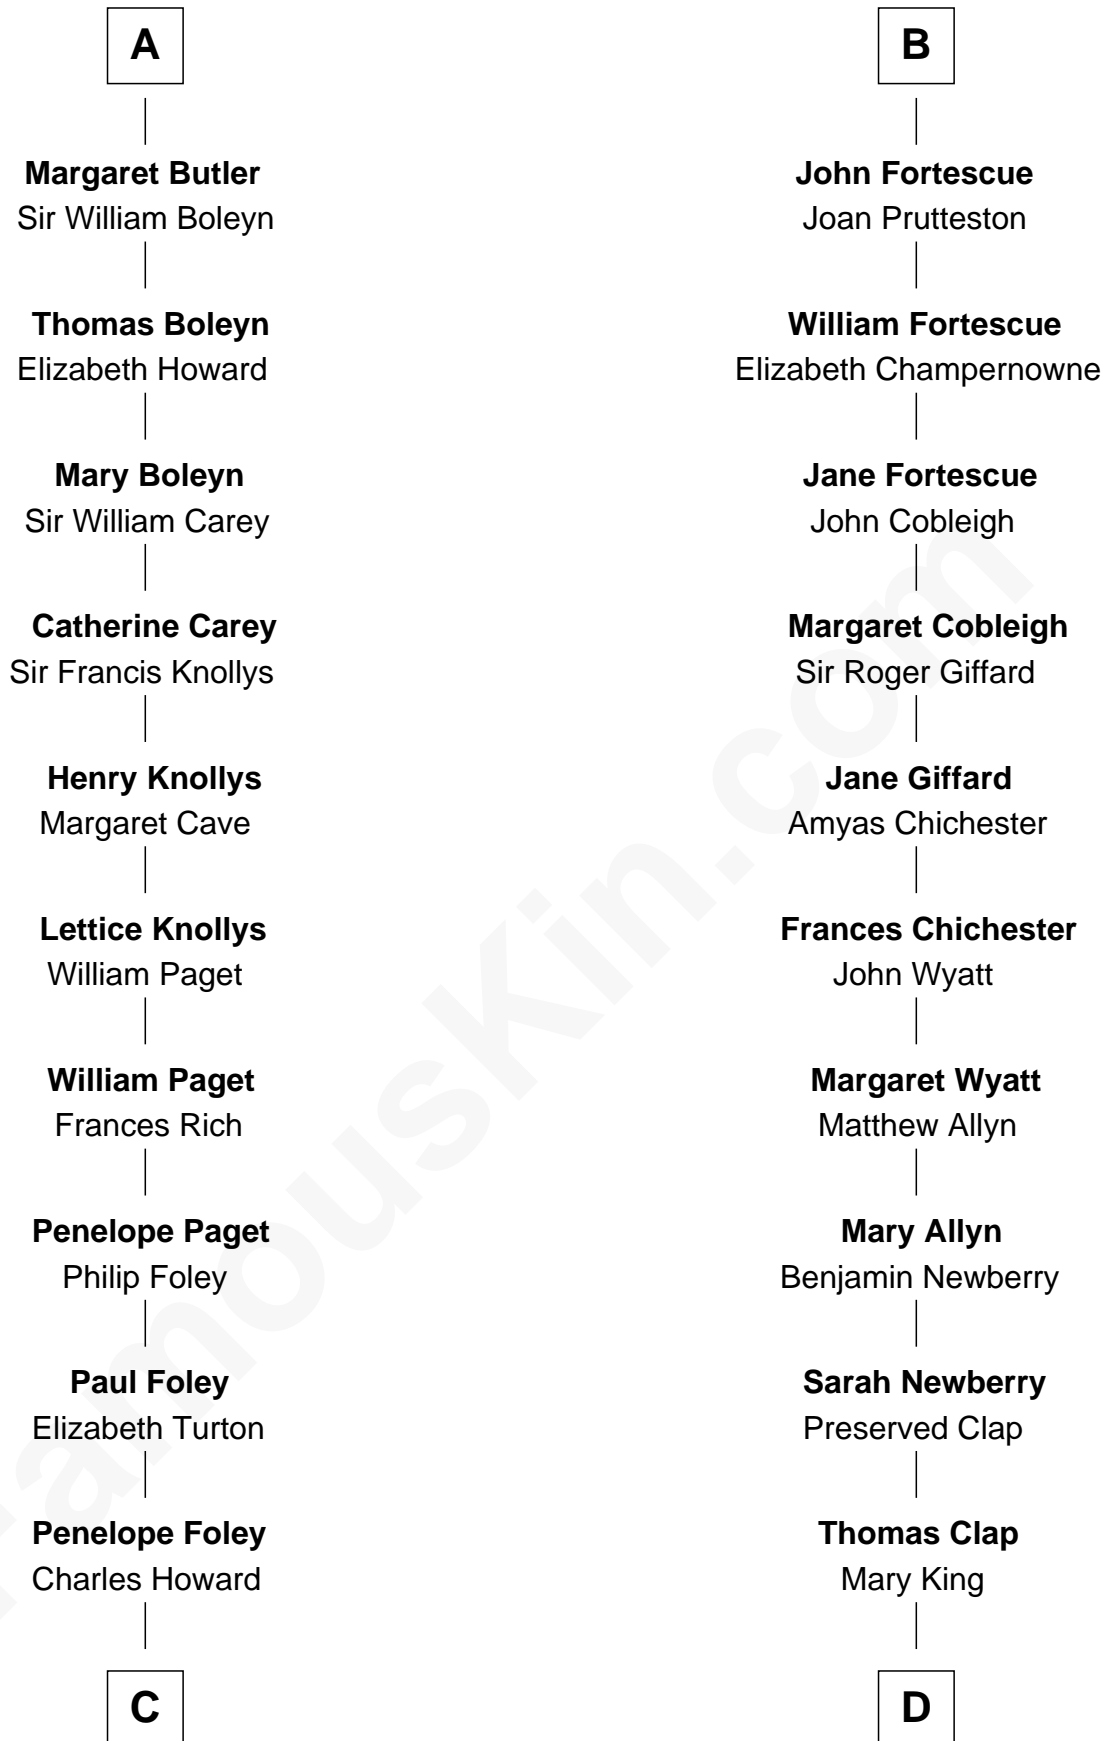 A
Margaret Butler
Sir William Boleyn
Thomas Boleyn
Elizabeth Howard
Mary Boleyn
Sir William Carey
Catherine Carey
Sir Francis Knollys
Henry Knollys
Margaret Cave
Lettice Knollys
William Paget
William Paget
Frances Rich
Penelope Paget
Philip Foley
Paul Foley
Elizabeth Turton
Penelope Foley
Charles Howard
C
B
John Fortescue
Joan Prutteston
William Fortescue
Elizabeth Champernowne
Jane Fortescue
John Cobleigh
Margaret Cobleigh
Sir Roger Giffard
Jane Giffard
Amyas Chichester
Frances Chichester
John Wyatt
Margaret Wyatt
Matthew Allyn
Mary Allyn
Benjamin Newberry
Sarah Newberry
Preserved Clap
Thomas Clap
Mary King
D
FamousKin.com